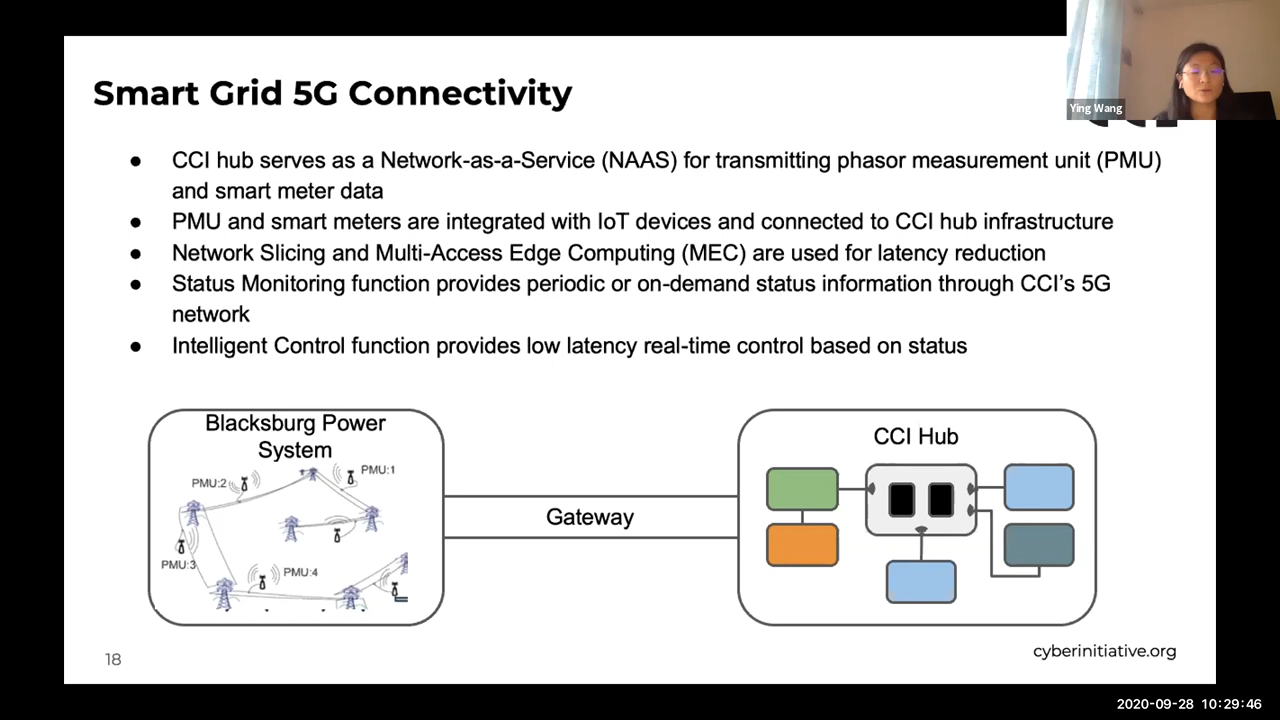 Smart Grid 5G Connectivity
Ying Wang
● CCI hub serves as a Network-as-a-Service (NAAS) for transmitting phasor measurement unit (PMU)
and smart meter data
● PMU and smart meters are integrated with IoT devices and connected to CCI hub infrastructure
● Network Slicing and Multi-Access Edge Computing (MEC) are used for latency reduction
● Status Monitoring function provides periodic or on-demand status information through CCI’s 5G
network
● Intelligent Control function provides low latency real-time control based on status
Blacksburg Power
System
PMU:2
PMU:1
PMU:3
PMU:4
Gateway
CCI Hub
18
cyberinitiative.org
2020-09-28 10:29:46